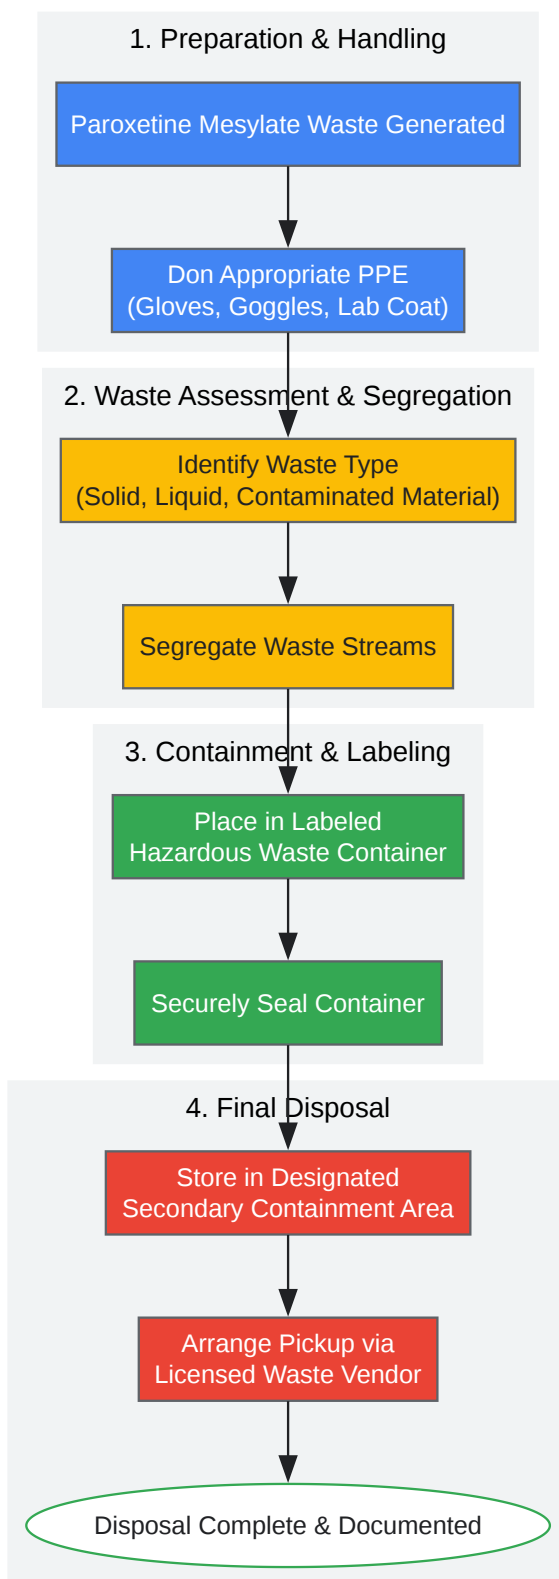 1. Preparation & Handling
Paroxetine Mesylate Waste Generated
Don Appropriate PPE
(Gloves, Goggles, Lab Coat)
2. Waste Assessment & Segregation
Identify Waste Type
(Solid, Liquid, Contaminated Material)
Segregate Waste Streams
3. Containment & Labeling
Place in Labeled
Hazardous Waste Container
Securely Seal Container
4. Final Disposal
Store in Designated
Secondary Containment Area
Arrange Pickup via
Licensed Waste Vendor
Disposal Complete & Documented